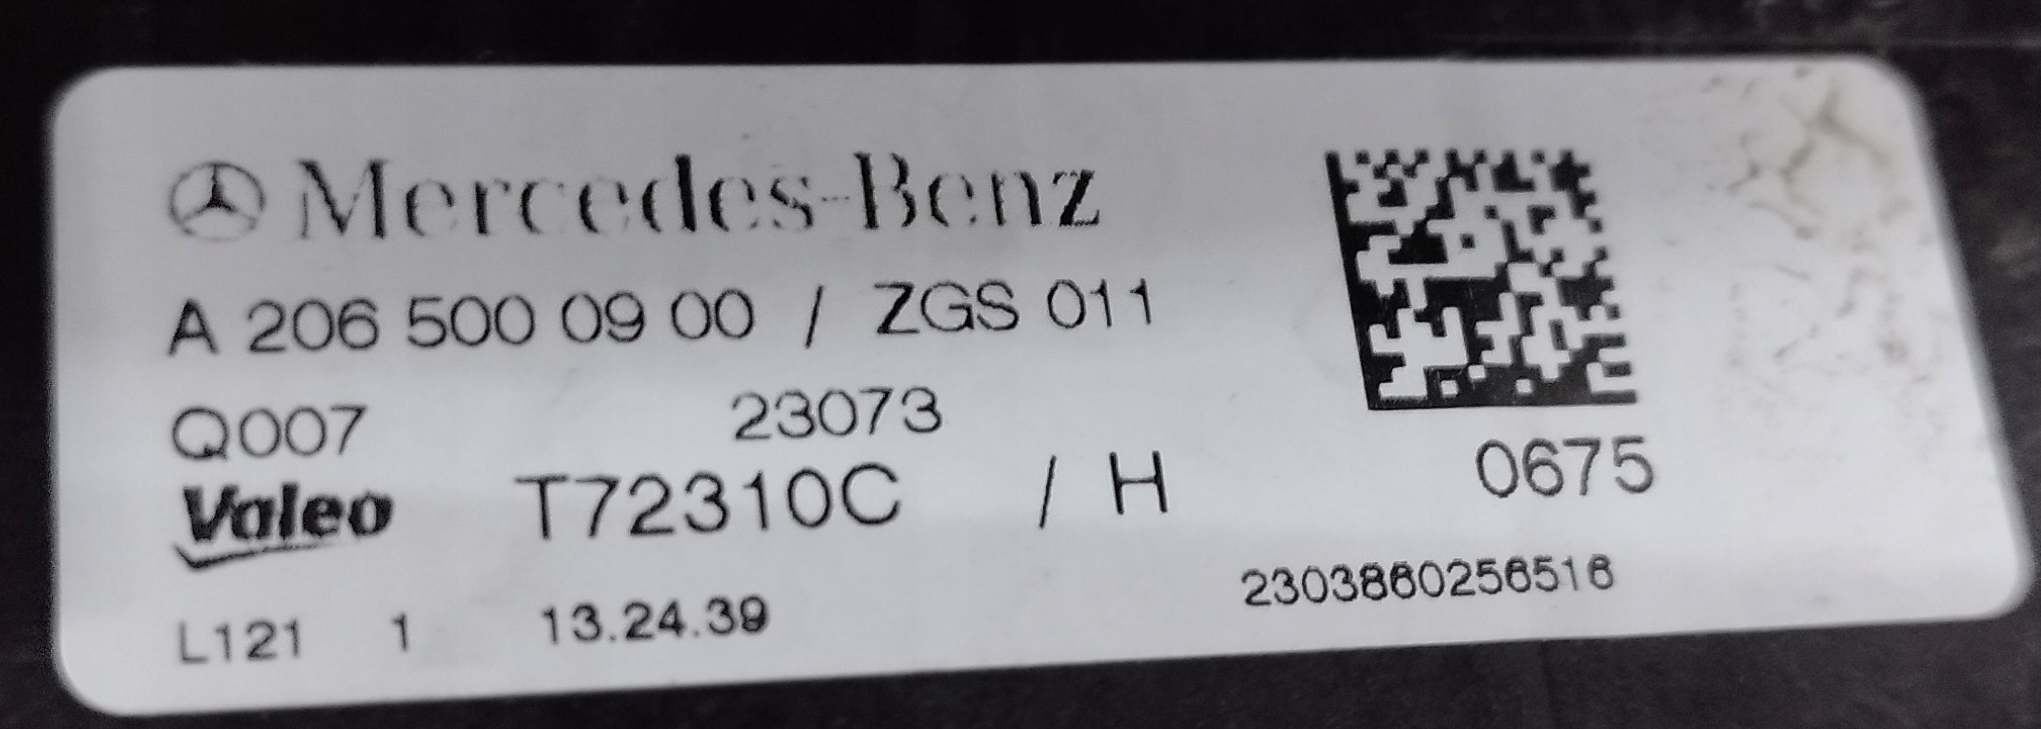 Mercedes-Benz
A 206 500 09 00 / ZGS 011
Q007 23073
Valeo T72310C / H 0675
L121 1 13.24.39 2303860256516